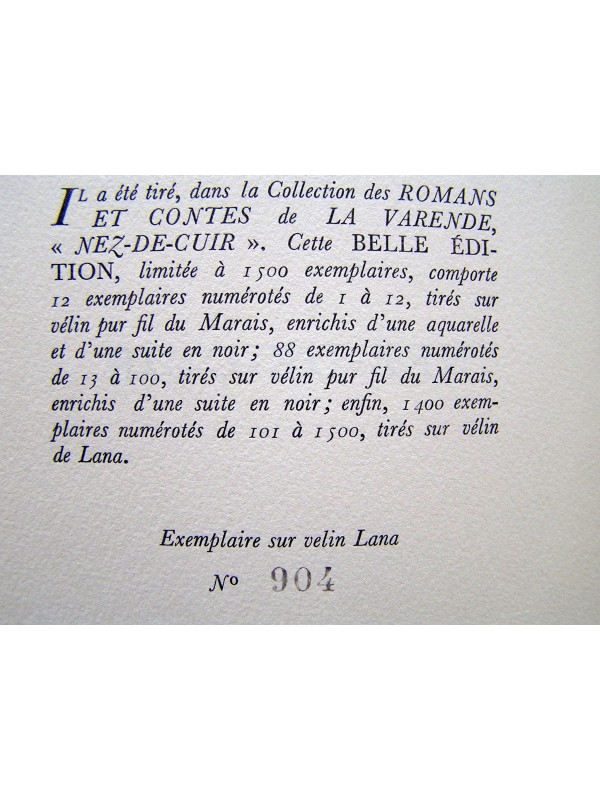 IL a été tiré, dans la Collection des ROMANS
ET CONTES de LA VARENDE,
« NEZ-DE-CUIR ». Cette BELLE ÉDI-
TION, limitée à 1500 exemplaires, comporte
12 exemplaires numérotés de 1 à 12, tirés sur
vélin pur fil du Marais, enrichis d'une aquarelle
et d'une suite en noir; 88 exemplaires numérotés
de 13 à 100, tirés sur vélin pur fil du Marais,
enrichis d'une suite en noir; enfin, 1400 exem-
plaires numérotés de 101 à 1500, tirés sur vélin
de Lana.
Exemplaire sur velin Lana
No 904